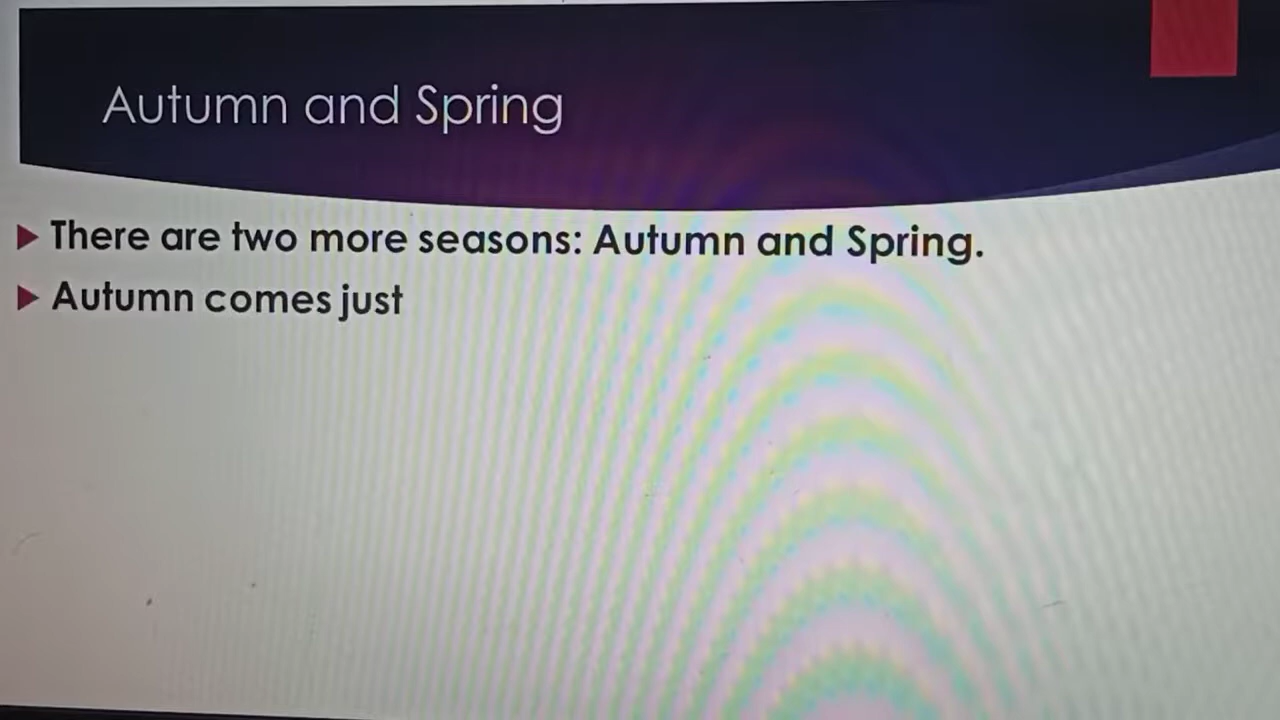 Autumn and Spring
There are two more seasons: Autumn and Spring.
Autumn comes just